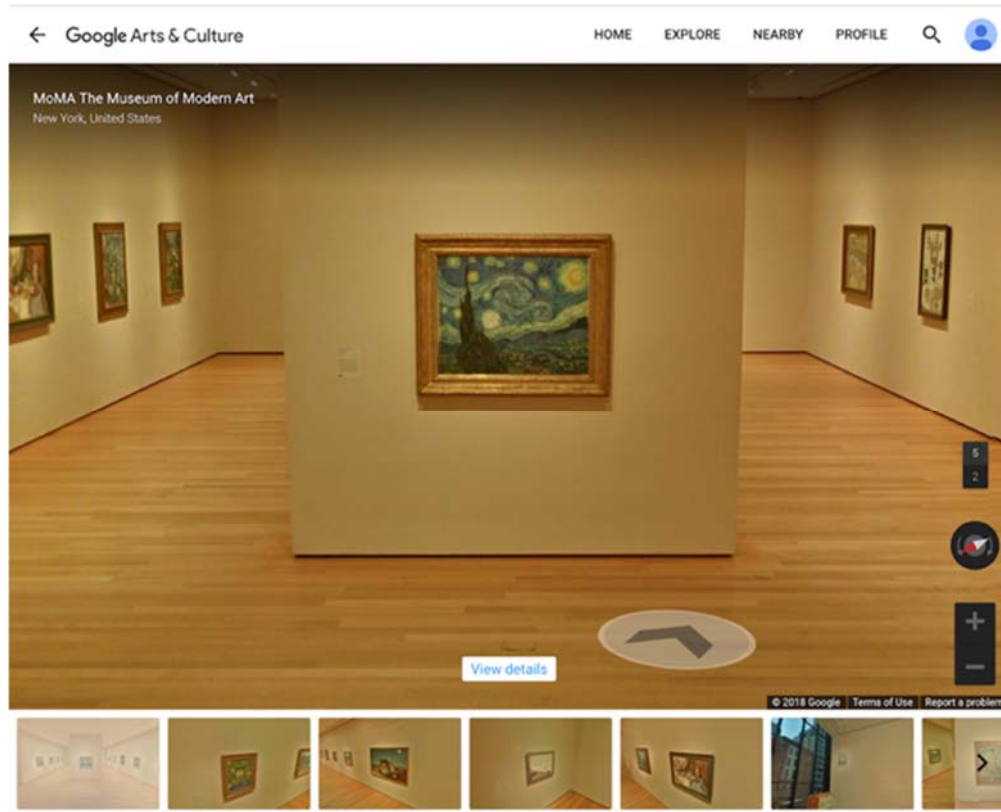 ← Google Arts & Culture HOME EXPLORE NEARBY PROFILE
MoMA The Museum of Modern Art
New York, United States
5
2
+
−
View details
© 2018 Google Terms of Use Report a problem